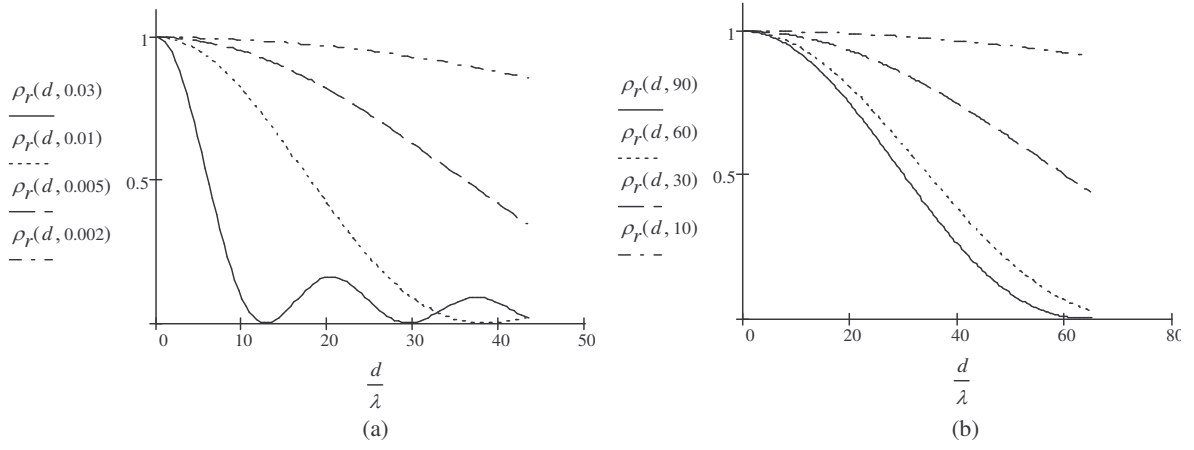 1
ρr(d, 0.03)
ρr(d, 0.01)
ρr(d, 0.005)
ρr(d, 0.002)
0.5
0 10 20 30 40 50
d
λ
(a)
1
ρr(d, 90)
ρr(d, 60)
ρr(d, 30)
ρr(d, 10)
0.5
0 20 40 60 80
d
λ
(b)